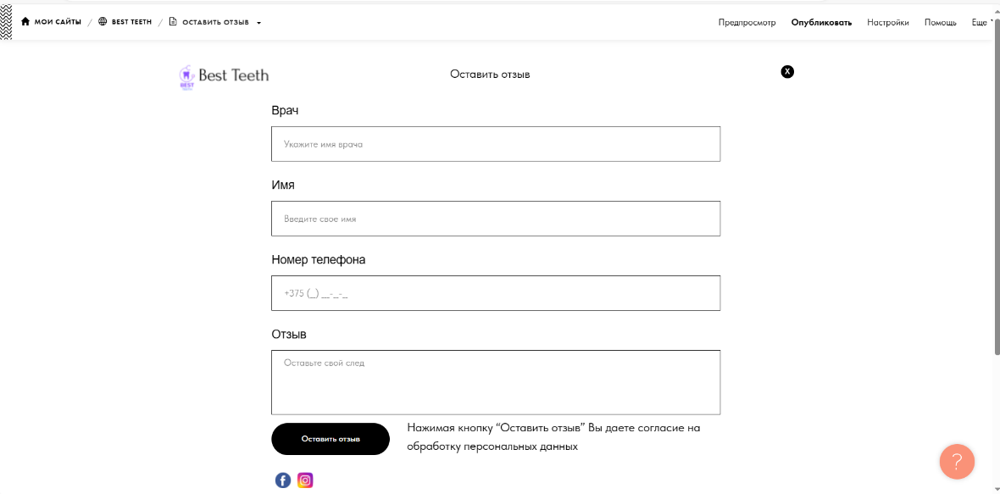 МОИ САЙТЫ / BEST TEETH / ОСТАВИТЬ ОТЗЫВ
Предпросмотр Опубликовать Настройки Помощь Еще
BEST Best Teeth
Оставить отзыв
X
Врач
Укажите имя врача
Имя
Введите свое имя
Номер телефона
+375 (_) __-_-_
Отзыв
Оставьте свой след
Оставить отзыв
Нажимая кнопку “Оставить отзыв” Вы даете согласие на
обработку персональных данных
?